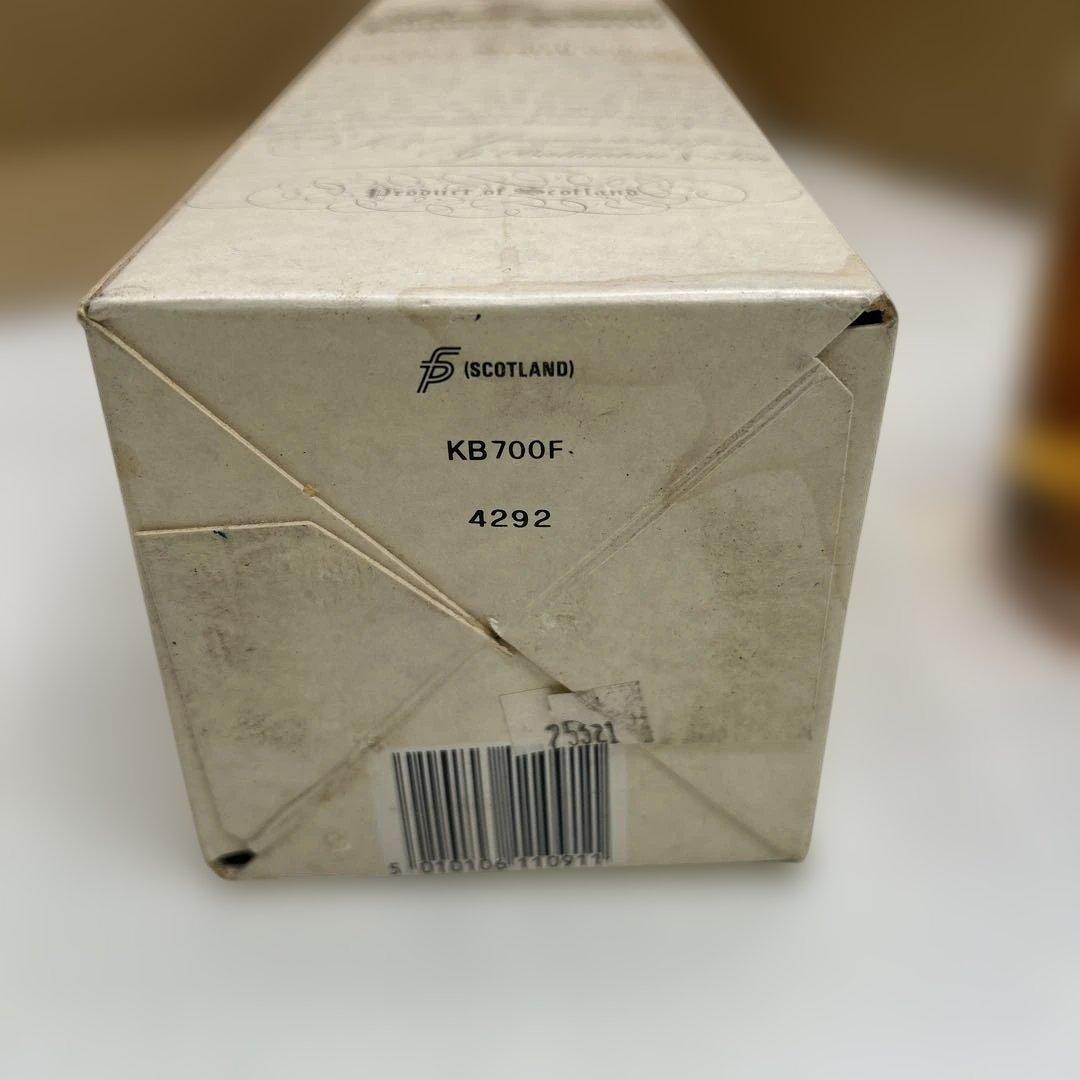 Product of Scotland
(SCOTLAND)
KB700F
4292
25321
5 010106 110911